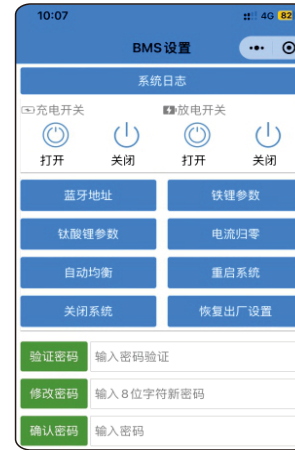 10:07 4G 82
BMS 设置
系统日志
充电开关 放电开关
打开 关闭 打开 关闭
蓝牙地址 铁锂参数
钛酸锂参数 电流归零
自动均衡 重启系统
关闭系统 恢复出厂设置
验证密码 输入密码验证
修改密码 输入8位字符新密码
确认密码 输入密码